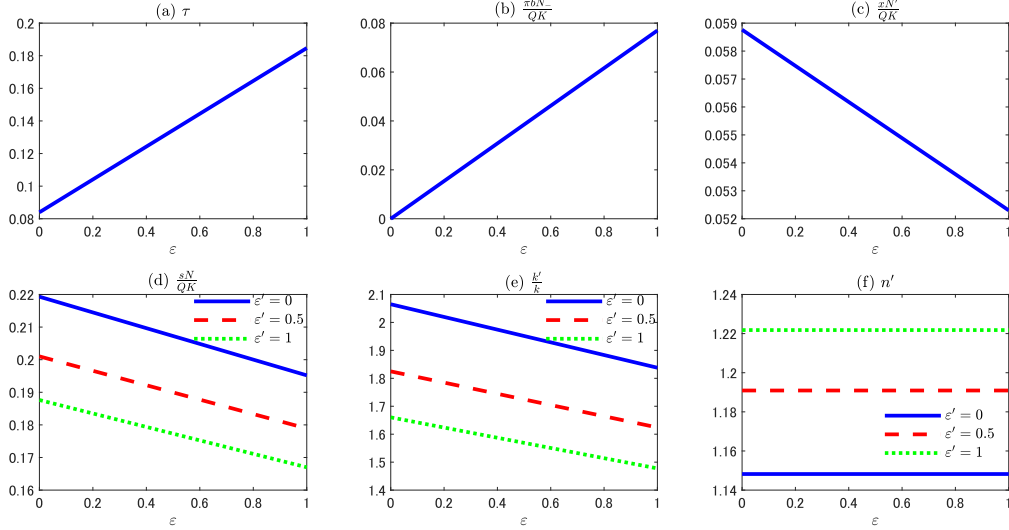 (a) τ
0.2
0.18
0.16
0.14
0.12
0.1
0.08
0 0.2 0.4 0.6 0.8 1
ε
(b) πbN₋/QK
0.08
0.06
0.04
0.02
0
0 0.2 0.4 0.6 0.8 1
ε
(c) xN′/QK
0.059
0.058
0.057
0.056
0.055
0.054
0.053
0.052
0 0.2 0.4 0.6 0.8 1
ε
(d) sN/QK
0.22
0.21
0.2
0.19
0.18
0.17
0.16
ε′ = 0
ε′ = 0.5
ε′ = 1
0 0.2 0.4 0.6 0.8 1
ε
(e) k′/k
2.1
2
1.9
1.8
1.7
1.6
1.5
1.4
ε′ = 0
ε′ = 0.5
ε′ = 1
0 0.2 0.4 0.6 0.8 1
ε
(f) n′
1.24
1.22
1.2
1.18
1.16
1.14
ε′ = 0
ε′ = 0.5
ε′ = 1
0 0.2 0.4 0.6 0.8 1
ε